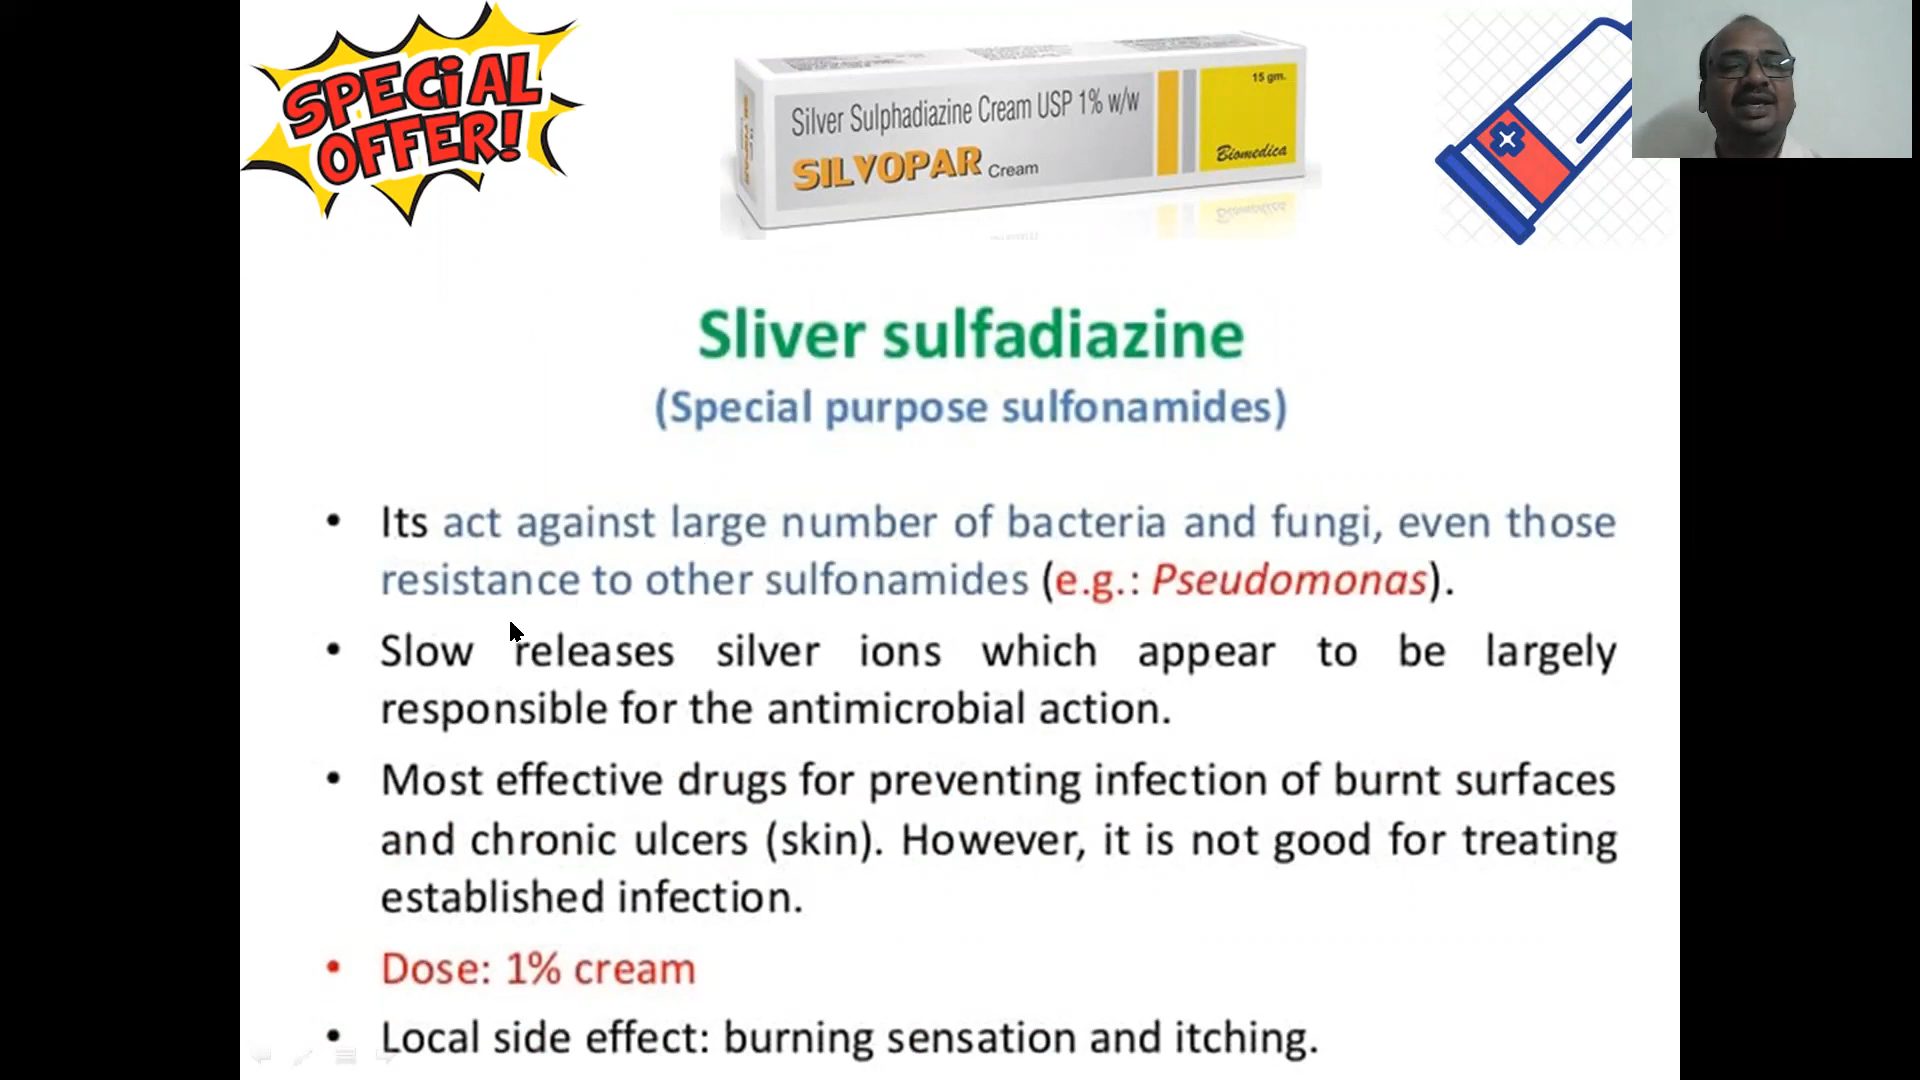 SPECiAL
OFFER!
15 gm.
Silver Sulphadiazine Cream USP 1% w/w
SILVOPAR Cream
Biomedica
Sliver sulfadiazine
(Special purpose sulfonamides)
• Its act against large number of bacteria and fungi, even those
resistance to other sulfonamides (e.g.: Pseudomonas).
• Slow releases silver ions which appear to be largely
responsible for the antimicrobial action.
• Most effective drugs for preventing infection of burnt surfaces
and chronic ulcers (skin). However, it is not good for treating
established infection.
• Dose: 1% cream
• Local side effect: burning sensation and itching.